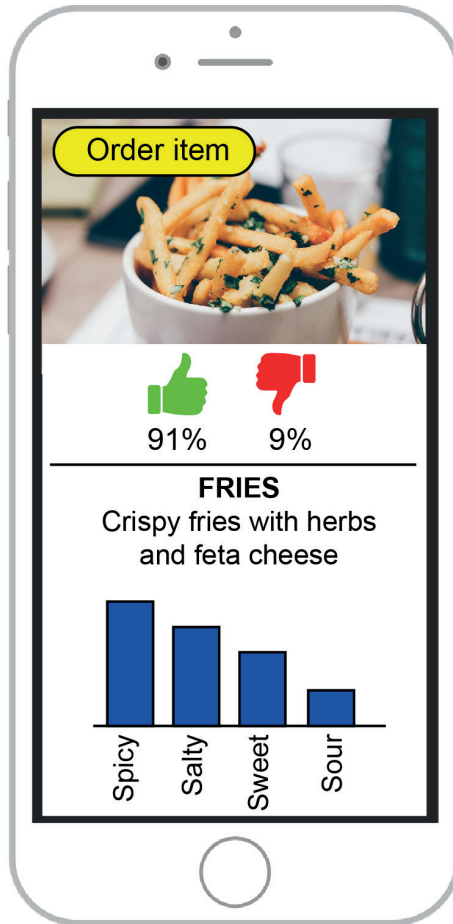 Order item
91% 9%
FRIES
Crispy fries with herbs
and feta cheese
Spicy Salty Sweet Sour